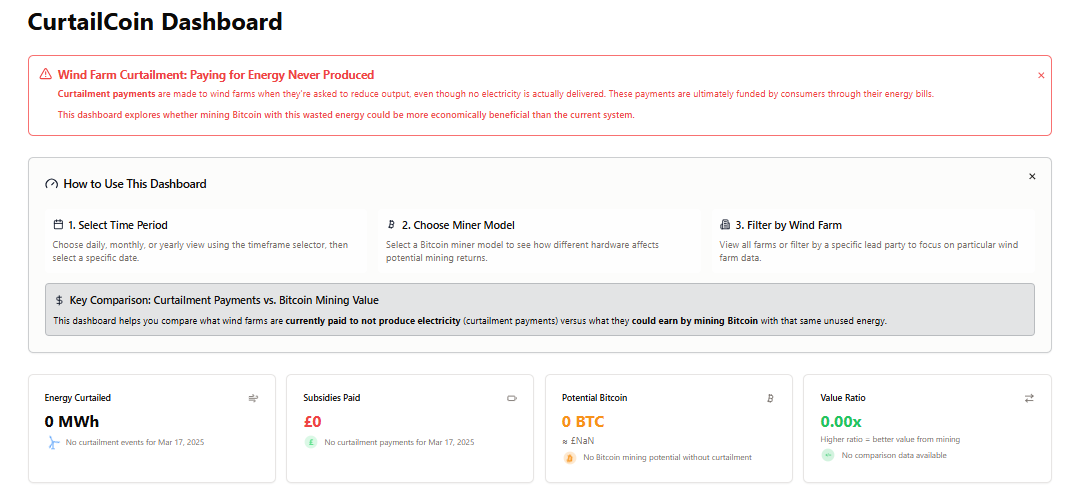 CurtailCoin Dashboard
Wind Farm Curtailment: Paying for Energy Never Produced
Curtailment payments are made to wind farms when they're asked to reduce output, even though no electricity is actually delivered. These payments are ultimately funded by consumers through their energy bills.
This dashboard explores whether mining Bitcoin with this wasted energy could be more economically beneficial than the current system.
How to Use This Dashboard
1. Select Time Period
Choose daily, monthly, or yearly view using the timeframe selector, then
select a specific date.
2. Choose Miner Model
Select a Bitcoin miner model to see how different hardware affects
potential mining returns.
3. Filter by Wind Farm
View all farms or filter by a specific lead party to focus on particular wind
farm data.
$ Key Comparison: Curtailment Payments vs. Bitcoin Mining Value
This dashboard helps you compare what wind farms are currently paid to not produce electricity (curtailment payments) versus what they could earn by mining Bitcoin with that same unused energy.
Energy Curtailed
0 MWh
No curtailment events for Mar 17, 2025
Subsidies Paid
£0
£ No curtailment payments for Mar 17, 2025
Potential Bitcoin
0 BTC
≈ £NaN
No Bitcoin mining potential without curtailment
Value Ratio
0.00x
Higher ratio = better value from mining
No comparison data available